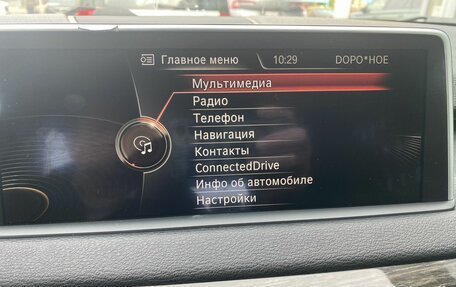 Главное меню 10:29 DOPO*HOE
Мультимедиа
Радио
Телефон
Навигация
Контакты
ConnectedDrive
Инфо об автомобиле
Настройки